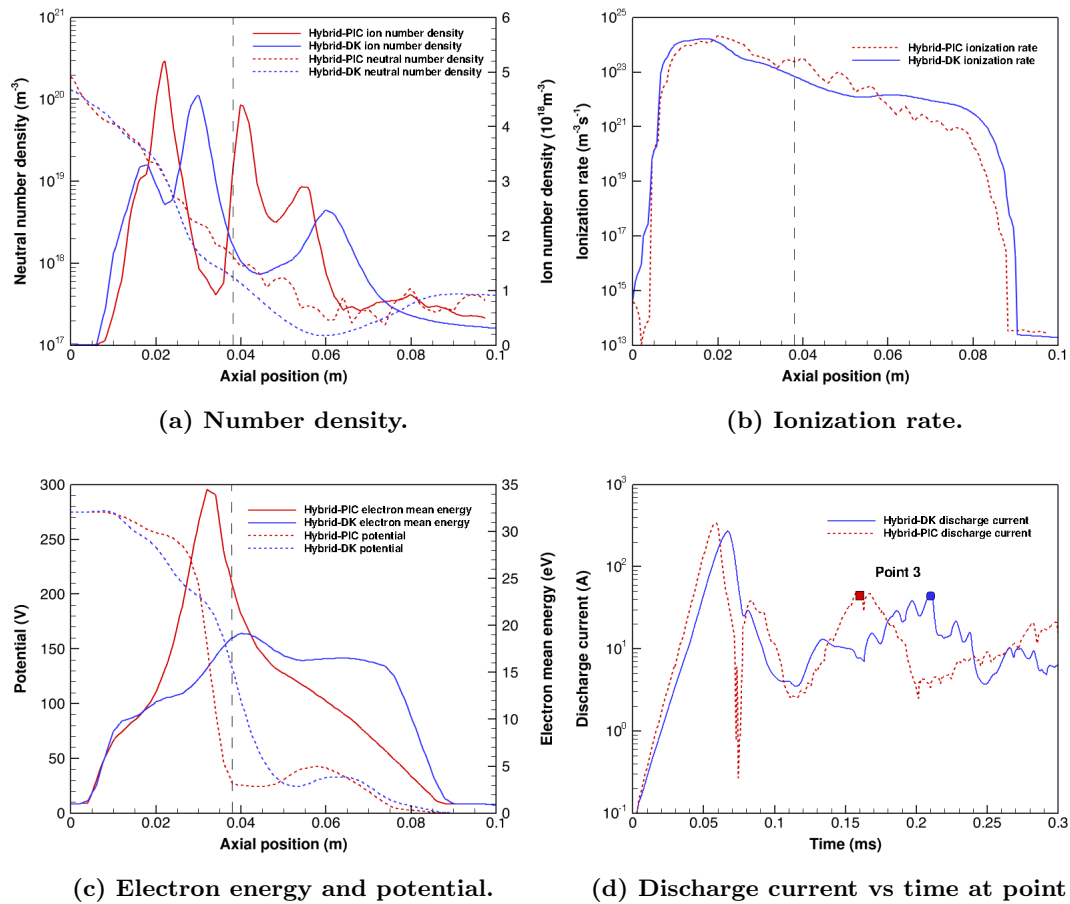 10^21
10^20
10^19
10^18
10^17
Neutral number density (m^-3)
6
5
4
3
2
1
0
Ion number density (10^18 m^-3)
Hybrid-PIC ion number density
Hybrid-DK ion number density
Hybrid-PIC neutral number density
Hybrid-DK neutral number density
0 0.02 0.04 0.06 0.08 0.1
Axial position (m)
(a) Number density.
10^25
10^23
10^21
10^19
10^17
10^15
10^13
Ionization rate (m^-3 s^-1)
Hybrid-PIC ionization rate
Hybrid-DK ionization rate
0 0.02 0.04 0.06 0.08 0.1
Axial position (m)
(b) Ionization rate.
300
250
200
150
100
50
0
Potential (V)
35
30
25
20
15
10
5
0
Electron mean energy (eV)
Hybrid-PIC electron mean energy
Hybrid-DK electron mean energy
Hybrid-PIC potential
Hybrid-DK potential
0 0.02 0.04 0.06 0.08 0.1
Axial position (m)
(c) Electron energy and potential.
10^3
10^2
10^1
10^0
10^-1
Discharge current (A)
Hybrid-DK discharge current
Hybrid-PIC discharge current
Point 3
0 0.05 0.1 0.15 0.2 0.25 0.3
Time (ms)
(d) Discharge current vs time at point